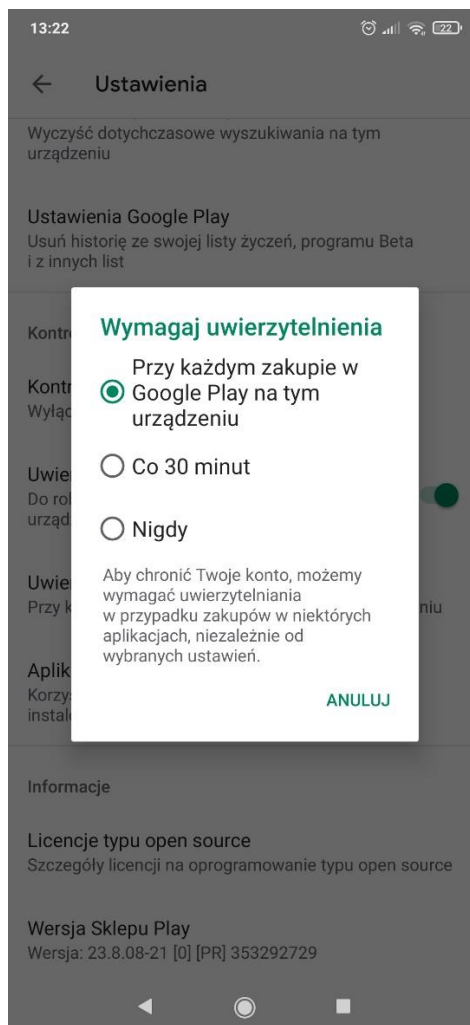 13:22
22
Ustawienia
Wyczyść dotychczasowe wyszukiwania na tym
urządzeniu
Ustawienia Google Play
Usuń historię ze swojej listy życzeń, programu Beta
i z innych list
Wymagaj uwierzytelnienia
Przy każdym zakupie w
Google Play na tym
urządzeniu
Co 30 minut
Nigdy
Aby chronić Twoje konto, możemy
wymagać uwierzytelniania
w przypadku zakupów w niektórych
aplikacjach, niezależnie od
wybranych ustawień.
ANULUJ
Informacje
Licencje typu open source
Szczegóły licencji na oprogramowanie typu open source
Wersja Sklepu Play
Wersja: 23.8.08-21 [0] [PR] 353292729